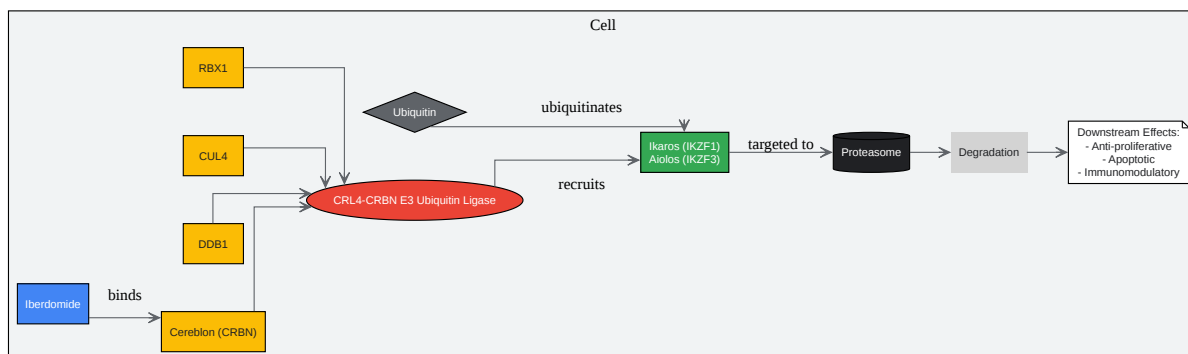 Cell
RBX1
Ubiquitin
ubiquitinates
CUL4
Ikaros (IKZF1)
Aiolos (IKZF3)
targeted to
Proteasome
Degradation
Downstream Effects:
- Anti-proliferative
- Apoptotic
- Immunomodulatory
recruits
CRL4-CRBN E3 Ubiquitin Ligase
DDB1
Iberdomide
binds
Cereblon (CRBN)